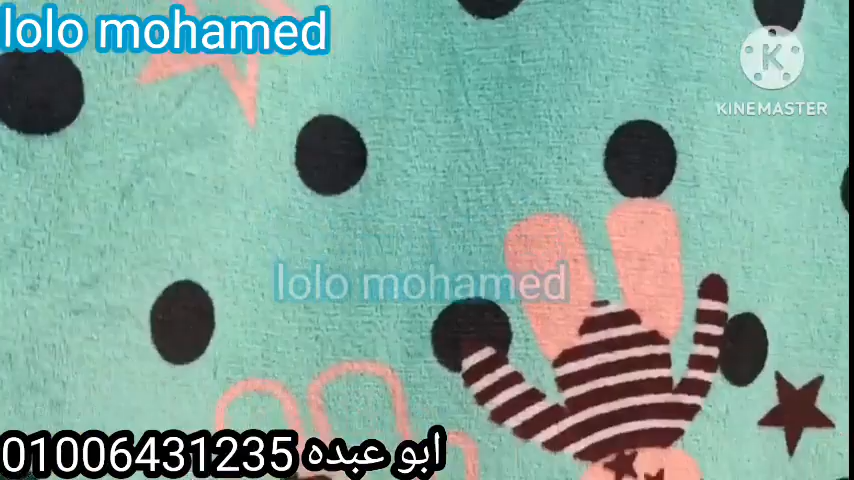 lolo mohamed
K
KINEMASTER
lolo mohamed
ابو عبده 01006431235